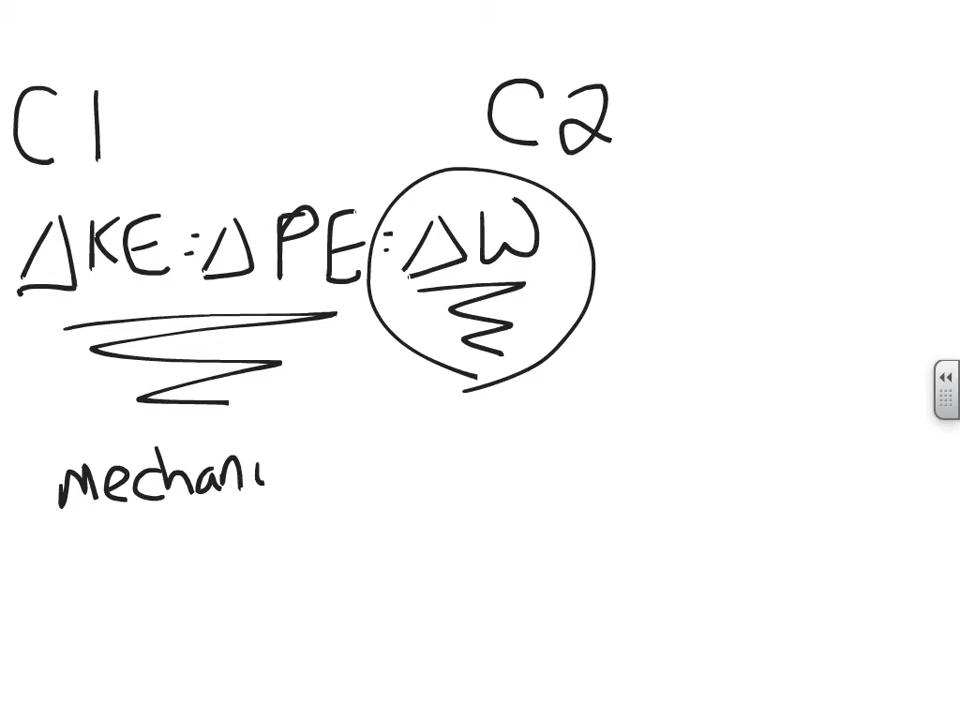 C1 C2
ΔKE = ΔPE = ΔW
mechani